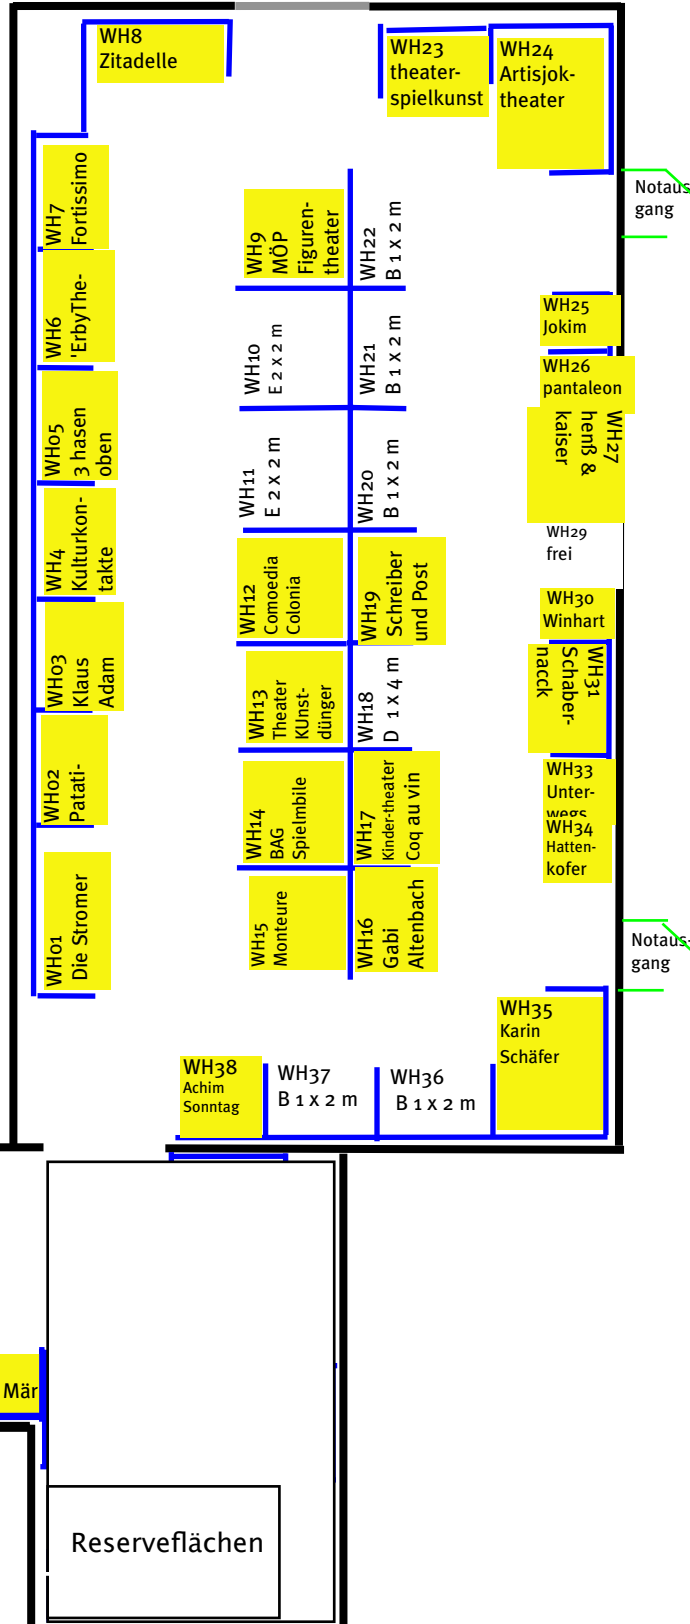 WH8
Zitadelle
WH23
theater-
spielkunst
WH24
Artisjok-
theater
Notaus
gang
WH7
Fortissimo
WH6
'ErbyThe-
WH05
3 hasen
oben
WH4
Kulturkon-
takte
WH03
Klaus
Adam
WH02
Patati-
WH01
Die Stromer
WH9
MÖP
Figuren-
theater
WH22
B 1 x 2 m
WH10
E 2 x 2 m
WH21
B 1 x 2 m
WH11
E 2 x 2 m
WH20
B 1 x 2 m
WH12
Comoedia
Colonia
WH19
Schreiber
und Post
WH13
Theater
KUnst-
dünger
WH18
D 1 x 4 m
WH14
BAG
Spielmbile
WH17
Kinder-theater
Coq au vin
WH15
Monteure
WH16
Gabi
Altenbach
WH25
Jokim
WH26
pantaleon
WH27
henß &
kaiser
WH29
frei
WH30
Winhart
WH31
Schaber-
nack
WH33
Unter-
wegs
WH34
Hatten-
kofer
Notaus-
gang
WH35
Karin
Schäfer
WH38
Achim
Sonntag
WH37
B 1 x 2 m
WH36
B 1 x 2 m
Mär
Reserveflächen